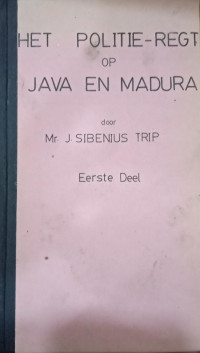 HET POLITIE-REGT
OP
JAVA EN MADURA
door
Mr. J. SIBENIUS TRIP
Eerste Deel